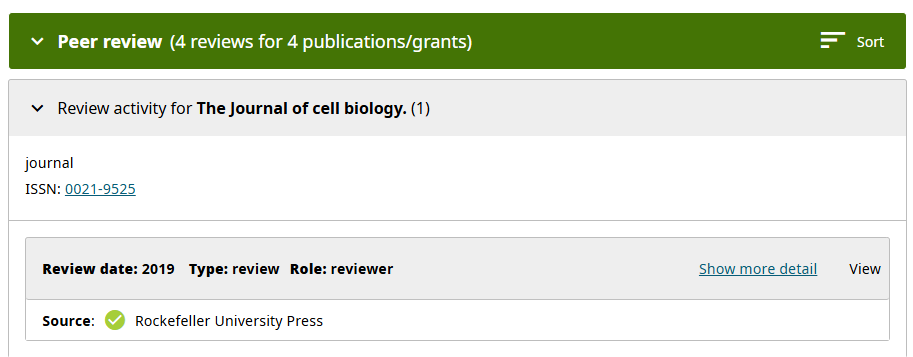 Peer review (4 reviews for 4 publications/grants) Sort
Review activity for The Journal of cell biology. (1)
journal
ISSN: 0021-9525
Review date: 2019 Type: review Role: reviewer Show more detail View
Source: Rockefeller University Press